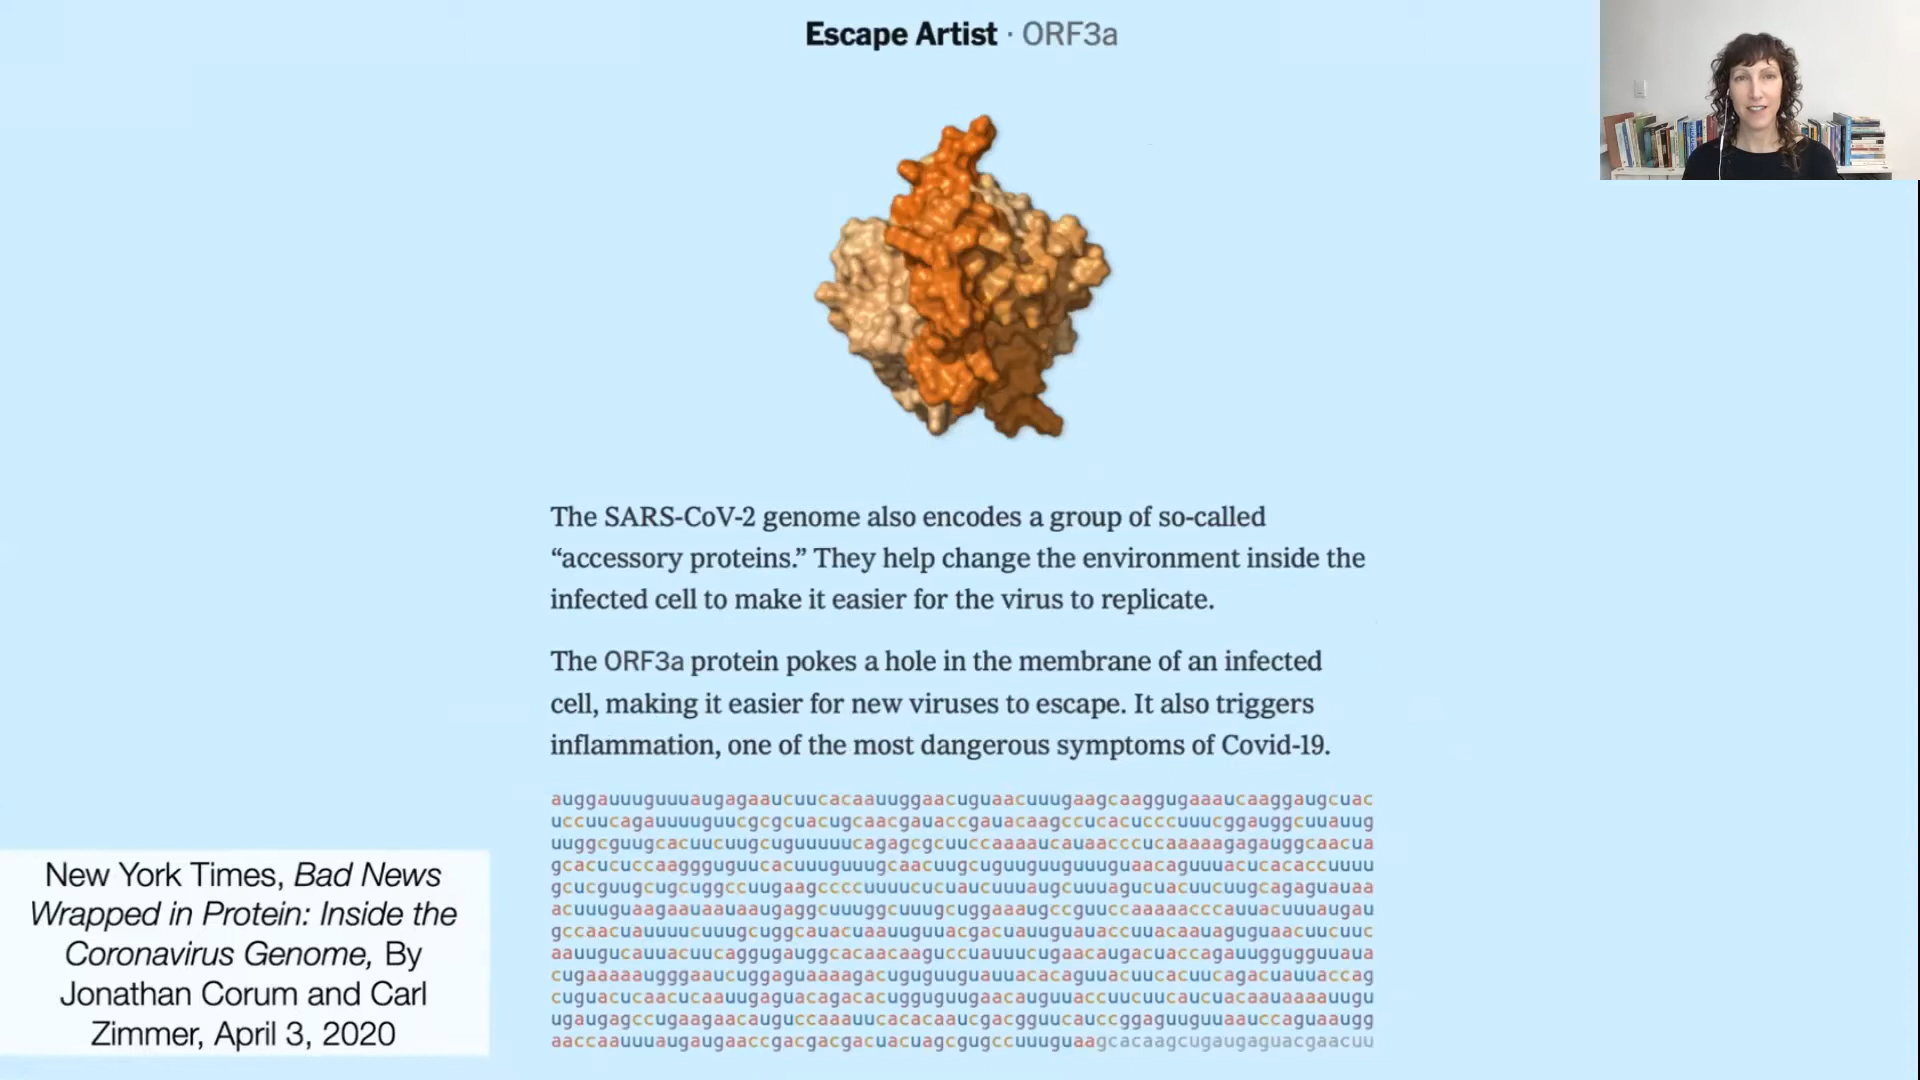 Escape Artist · ORF3a
The SARS-CoV-2 genome also encodes a group of so-called
“accessory proteins.” They help change the environment inside the
infected cell to make it easier for the virus to replicate.
The ORF3a protein pokes a hole in the membrane of an infected
cell, making it easier for new viruses to escape. It also triggers
inflammation, one of the most dangerous symptoms of Covid-19.
auggauuuguuuaugagaaucuucacaauuggaacuguaacuuugaagcaaggugaaaucaaggaugcuac
uccuucagauuuuguucgcgcuacugcaacgauaccgauacaagccucacucccuuucggauggcuuauug
uuggcguugcacuucuugcuguuuuucagagcgcuuccaaaaucauaacccucaaaaagagauggcaacua
gcacucuccaagggguguucacuuuguuugcaacuugcuguuguuguuuguaacaguuuacucacaccuuuu
gcucguugcugcuggccuugaagccccuuuucucuaucuuuaugcuuuagucuacuucuugcagaguauaa
acuuuguaagaauaauaaugaggcuuuggcuuugcuggaaaugccguuccaaaaacccauuacuuuaugau
gccaacuauuuucuuugcuggcauacuaauuguuacgacuauuguauaccuuacaauaguguaacuucuuc
aauugucauuacuucaggugauggcacaacaaguccuauuucugaacaugacuaccagauuggugguuaua
cugaaaaaugggaaucuggaguaaaagacuguguuguauuacacaguuacuucacuucagacuauuaccag
cuguacucaacucaauugaguacagacacugguguugaacauguuaccuucuucaucuacaauaaaauugu
ugaugagccugaagaacauguccaaauucacacaaucgacgguucauccggaguuguuaauccaguaaugg
aaccaauuuaugaugaaccgacgacgacuacuagcgugccuuuguaagcacaagcugaugaguacgaacuu
New York Times, Bad News
Wrapped in Protein: Inside the
Coronavirus Genome, By
Jonathan Corum and Carl
Zimmer, April 3, 2020